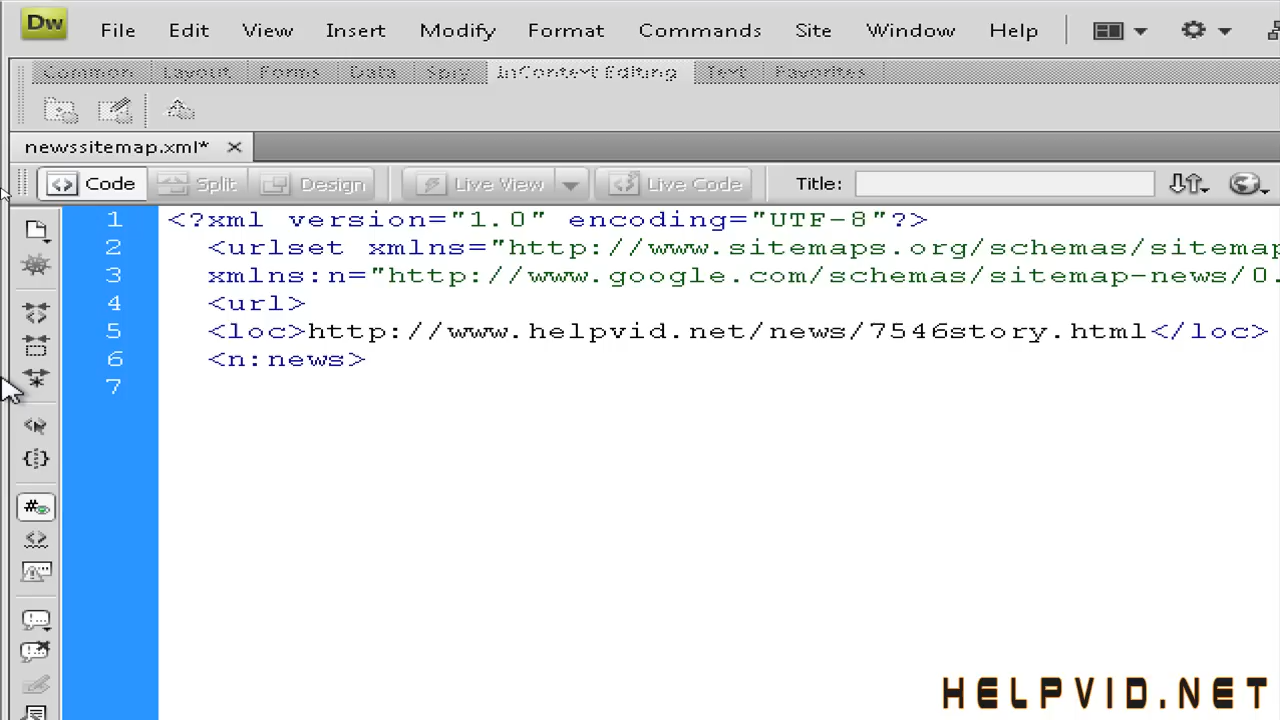 Dw File Edit View Insert Modify Format Commands Site Window Help
Common Layout Forms Data Spry InContext Editing Text Favorites
newssitemap.xml*
Code Split Design Live View Live Code Title:
1 <?xml version="1.0" encoding="UTF-8"?>
2 <urlset xmlns="http://www.sitemaps.org/schemas/sitemap
3 xmlns:n="http://www.google.com/schemas/sitemap-news/0.
4 <url>
5 <loc>http://www.helpvid.net/news/7546story.html</loc>
6 <n:news>
7
HELPVID.NET